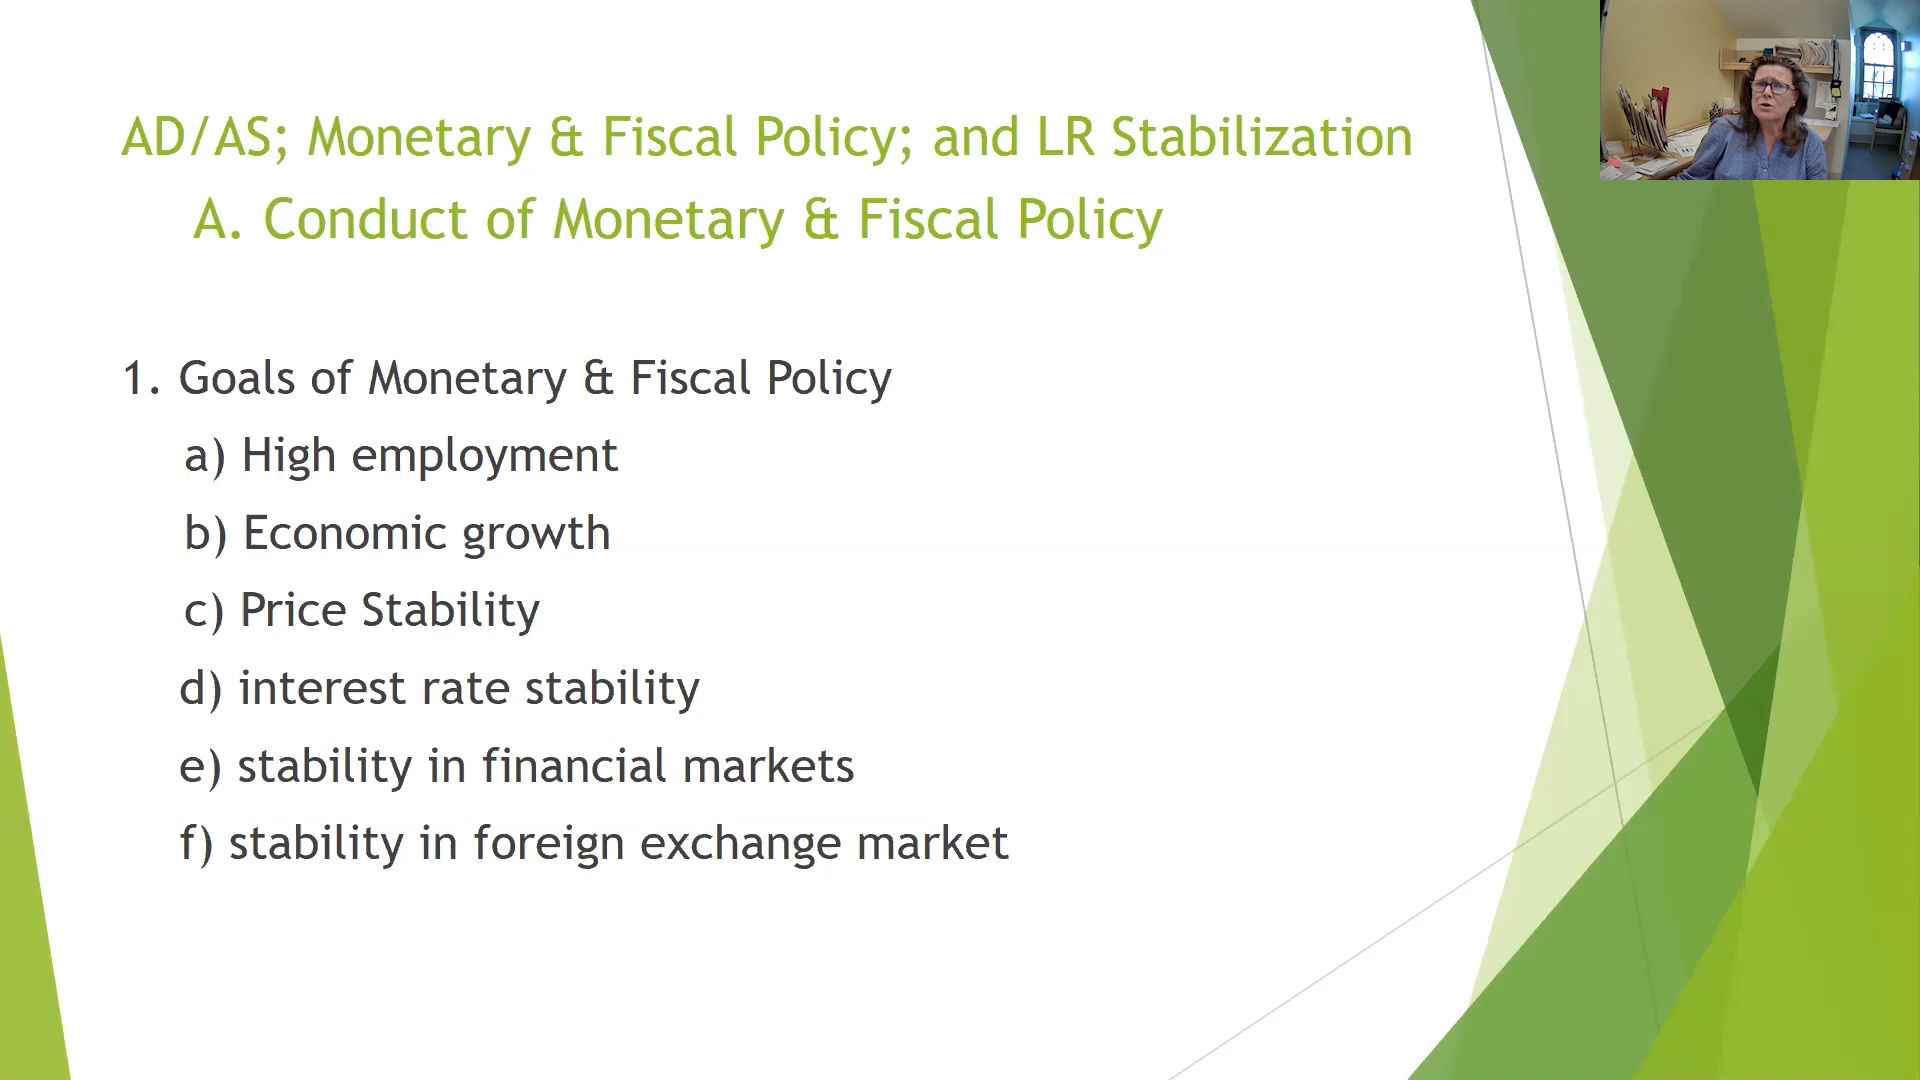 AD/AS; Monetary & Fiscal Policy; and LR Stabilization
A. Conduct of Monetary & Fiscal Policy
1. Goals of Monetary & Fiscal Policy
a) High employment
b) Economic growth
c) Price Stability
d) interest rate stability
e) stability in financial markets
f) stability in foreign exchange market